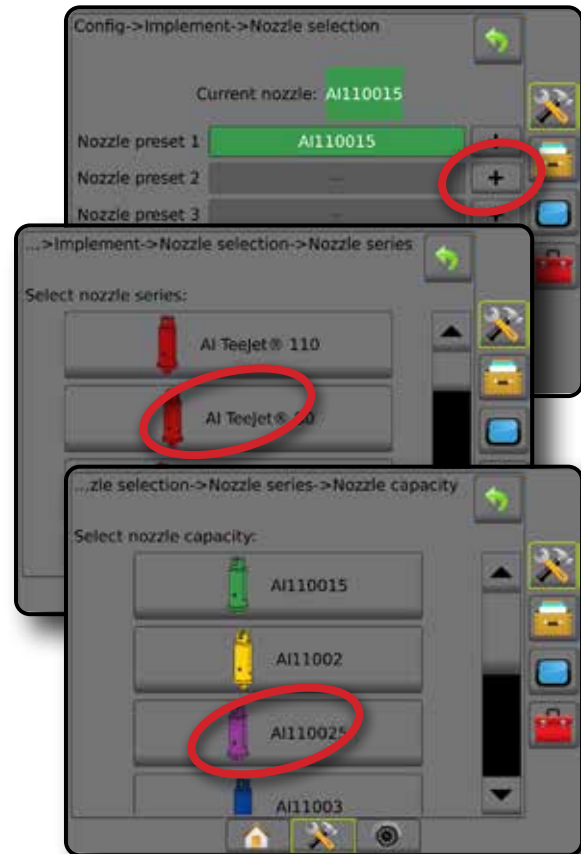 Config->Implement->Nozzle selection
Current nozzle: AI110015
Nozzle preset 1 AI110015 +
Nozzle preset 2 -- +
Nozzle preset 3 -- +
...>Implement->Nozzle selection->Nozzle series
Select nozzle series:
AI TeeJet® 110
AI TeeJet® 80
...zle selection->Nozzle series->Nozzle capacity
Select nozzle capacity:
AI110015
AI11002
AI110025
AI11003